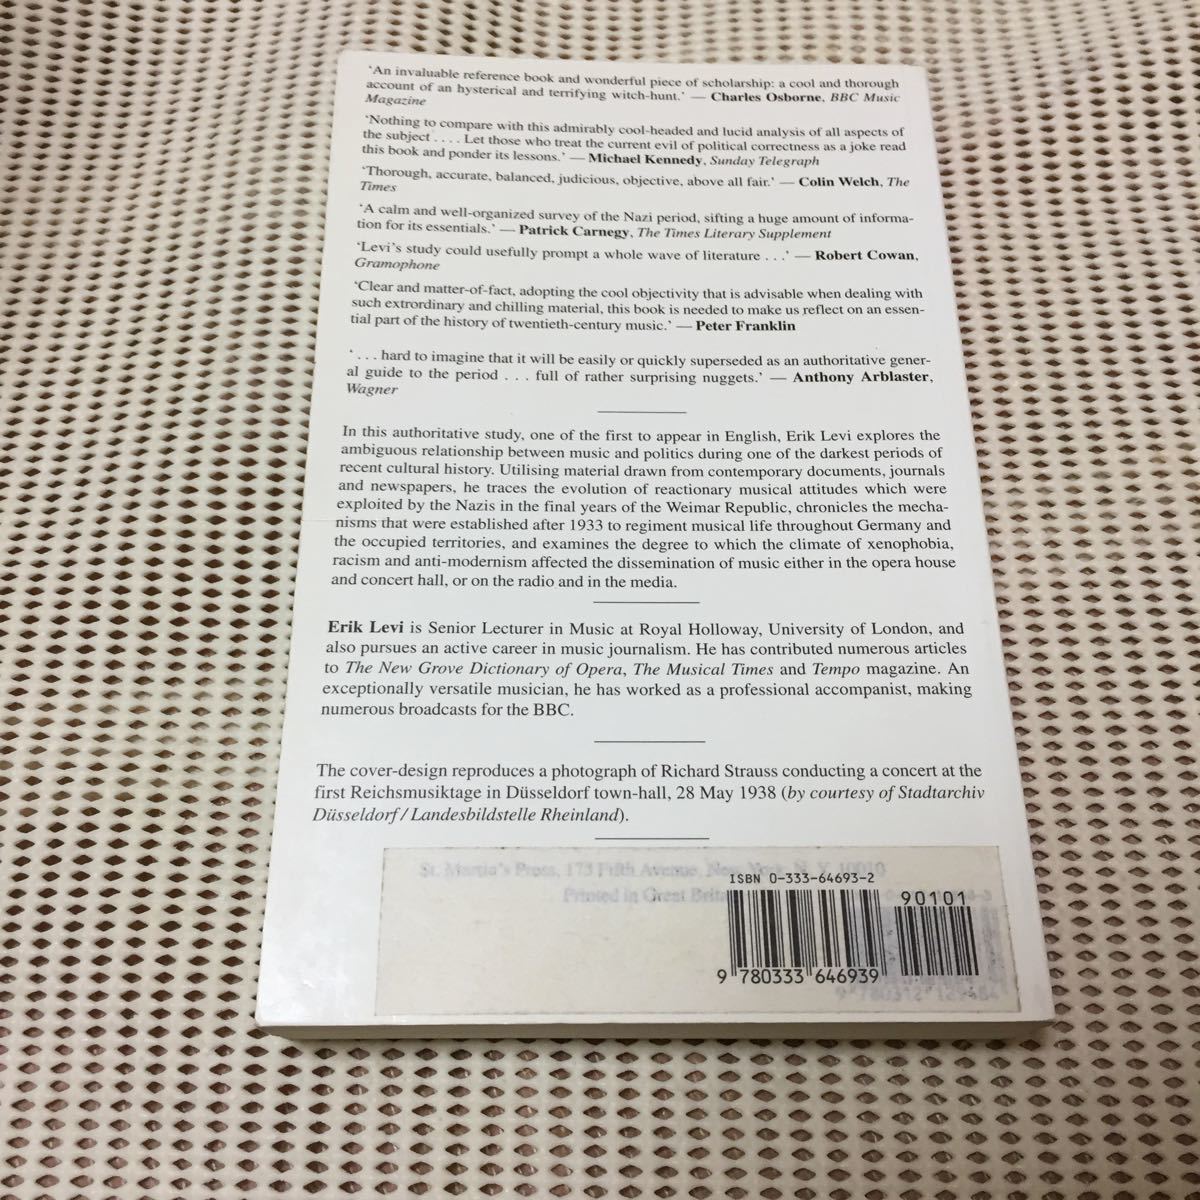 ‘An invaluable reference book and wonderful piece of scholarship: a cool and thorough
account of an hysterical and terrifying witch-hunt.’ — Charles Osborne, BBC Music
Magazine
‘Nothing to compare with this admirably cool-headed and lucid analysis of all aspects of
the subject . . . . Let those who treat the current evil of political correctness as a joke read
this book and ponder its lessons.’ — Michael Kennedy, Sunday Telegraph
‘Thorough, accurate, balanced, judicious, objective, above all fair.’ — Colin Welch, The
Times
‘A calm and well-organized survey of the Nazi period, sifting a huge amount of informa-
tion for its essentials.’ — Patrick Carnegy, The Times Literary Supplement
‘Levi’s study could usefully prompt a whole wave of literature . . .’ — Robert Cowan,
Gramophone
‘Clear and matter-of-fact, adopting the cool objectivity that is advisable when dealing with
such extrordinary and chilling material, this book is needed to make us reflect on an essen-
tial part of the history of twentieth-century music.’ — Peter Franklin
‘ . . . hard to imagine that it will be easily or quickly superseded as an authoritative gener-
al guide to the period . . . full of rather surprising nuggets.’ — Anthony Arblaster,
Wagner
In this authoritative study, one of the first to appear in English, Erik Levi explores the
ambiguous relationship between music and politics during one of the darkest periods of
recent cultural history. Utilising material drawn from contemporary documents, journals
and newspapers, he traces the evolution of reactionary musical attitudes which were
exploited by the Nazis in the final years of the Weimar Republic, chronicles the mecha-
nisms that were established after 1933 to regiment musical life throughout Germany and
the occupied territories, and examines the degree to which the climate of xenophobia,
racism and anti-modernism affected the dissemination of music either in the opera house
and concert hall, or on the radio and in the media.
Erik Levi is Senior Lecturer in Music at Royal Holloway, University of London, and
also pursues an active career in music journalism. He has contributed numerous articles
to The New Grove Dictionary of Opera, The Musical Times and Tempo magazine. An
exceptionally versatile musician, he has worked as a professional accompanist, making
numerous broadcasts for the BBC.
The cover-design reproduces a photograph of Richard Strauss conducting a concert at the
first Reichsmusiktage in Düsseldorf town-hall, 28 May 1938 (by courtesy of Stadtarchiv
Düsseldorf / Landesbildstelle Rheinland).
St. Martin’s Press, 175 Fifth Avenue, New York, N. Y. 10010
Printed in Great
ISBN 0-333-64693-2
90101
9 780333 646939